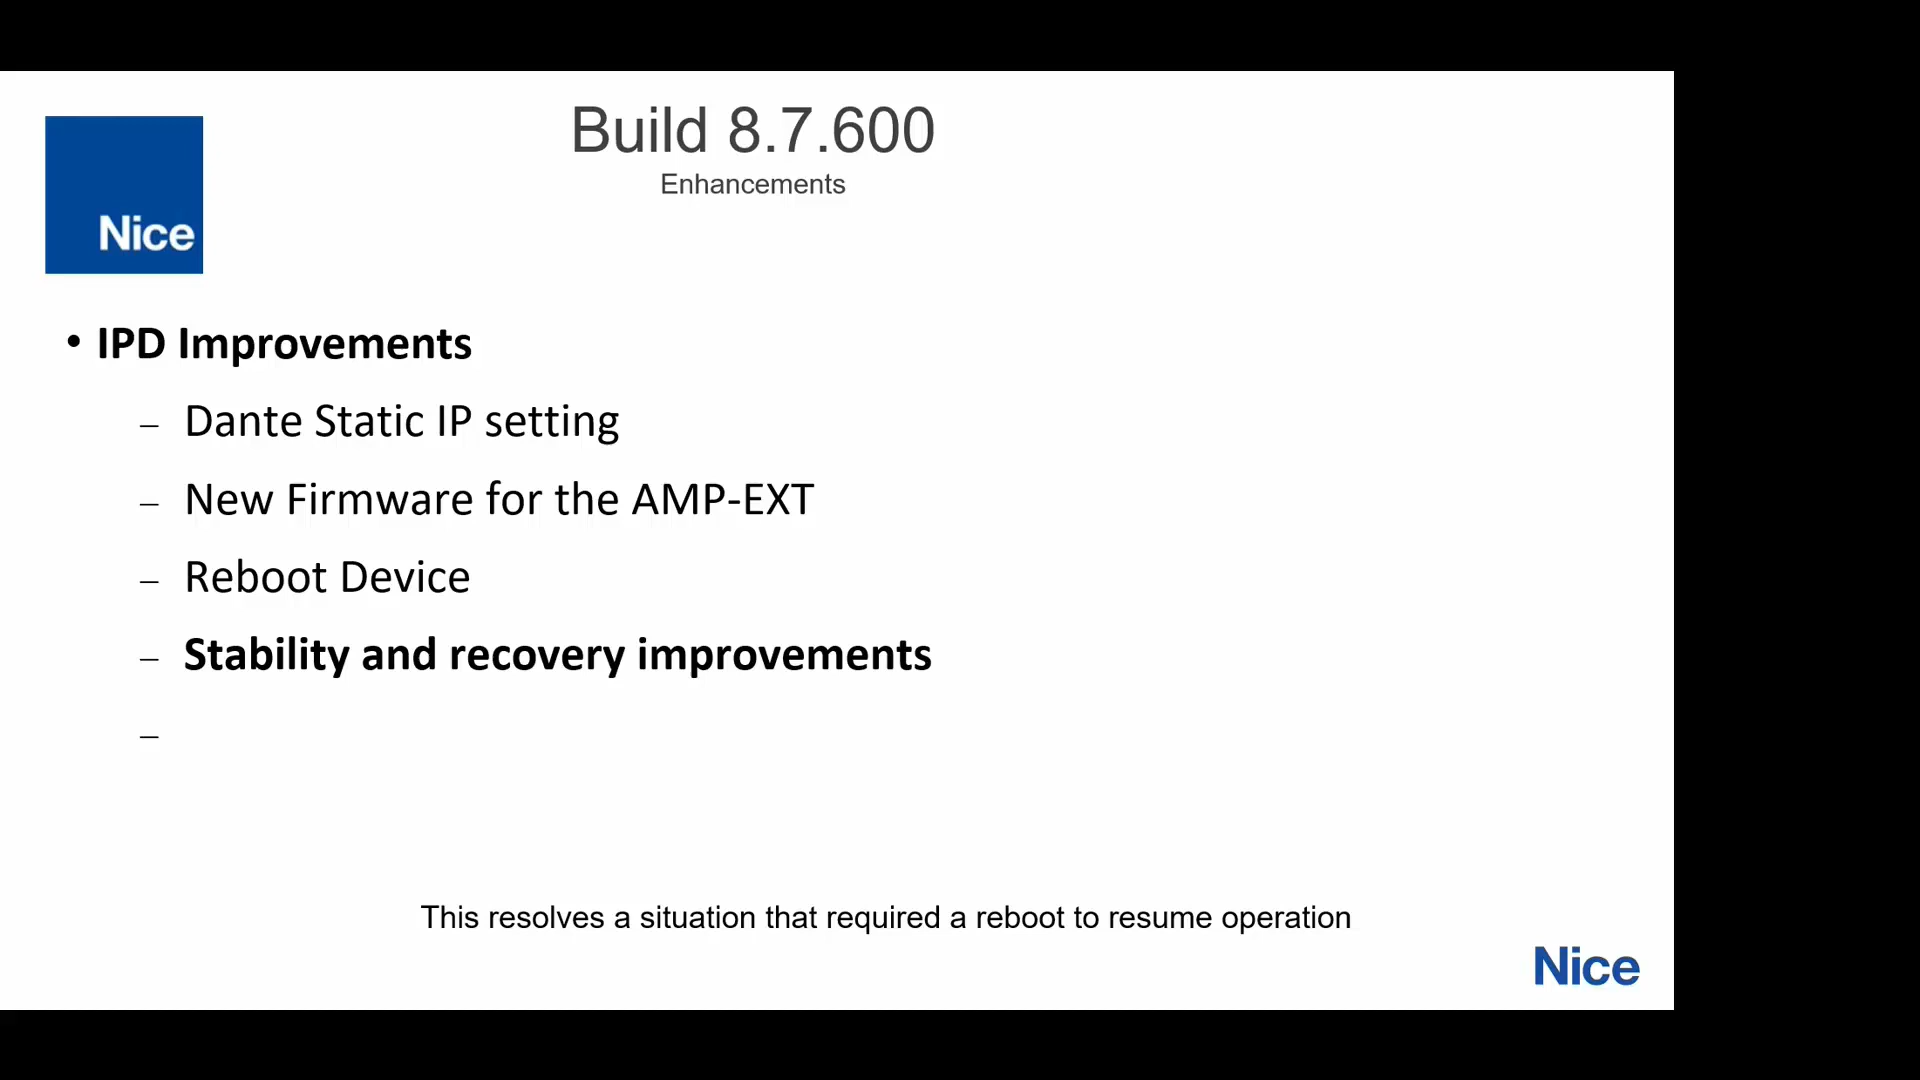 Build 8.7.600
Enhancements
Nice
• IPD Improvements
– Dante Static IP setting
– New Firmware for the AMP-EXT
– Reboot Device
– Stability and recovery improvements
–
This resolves a situation that required a reboot to resume operation
Nice